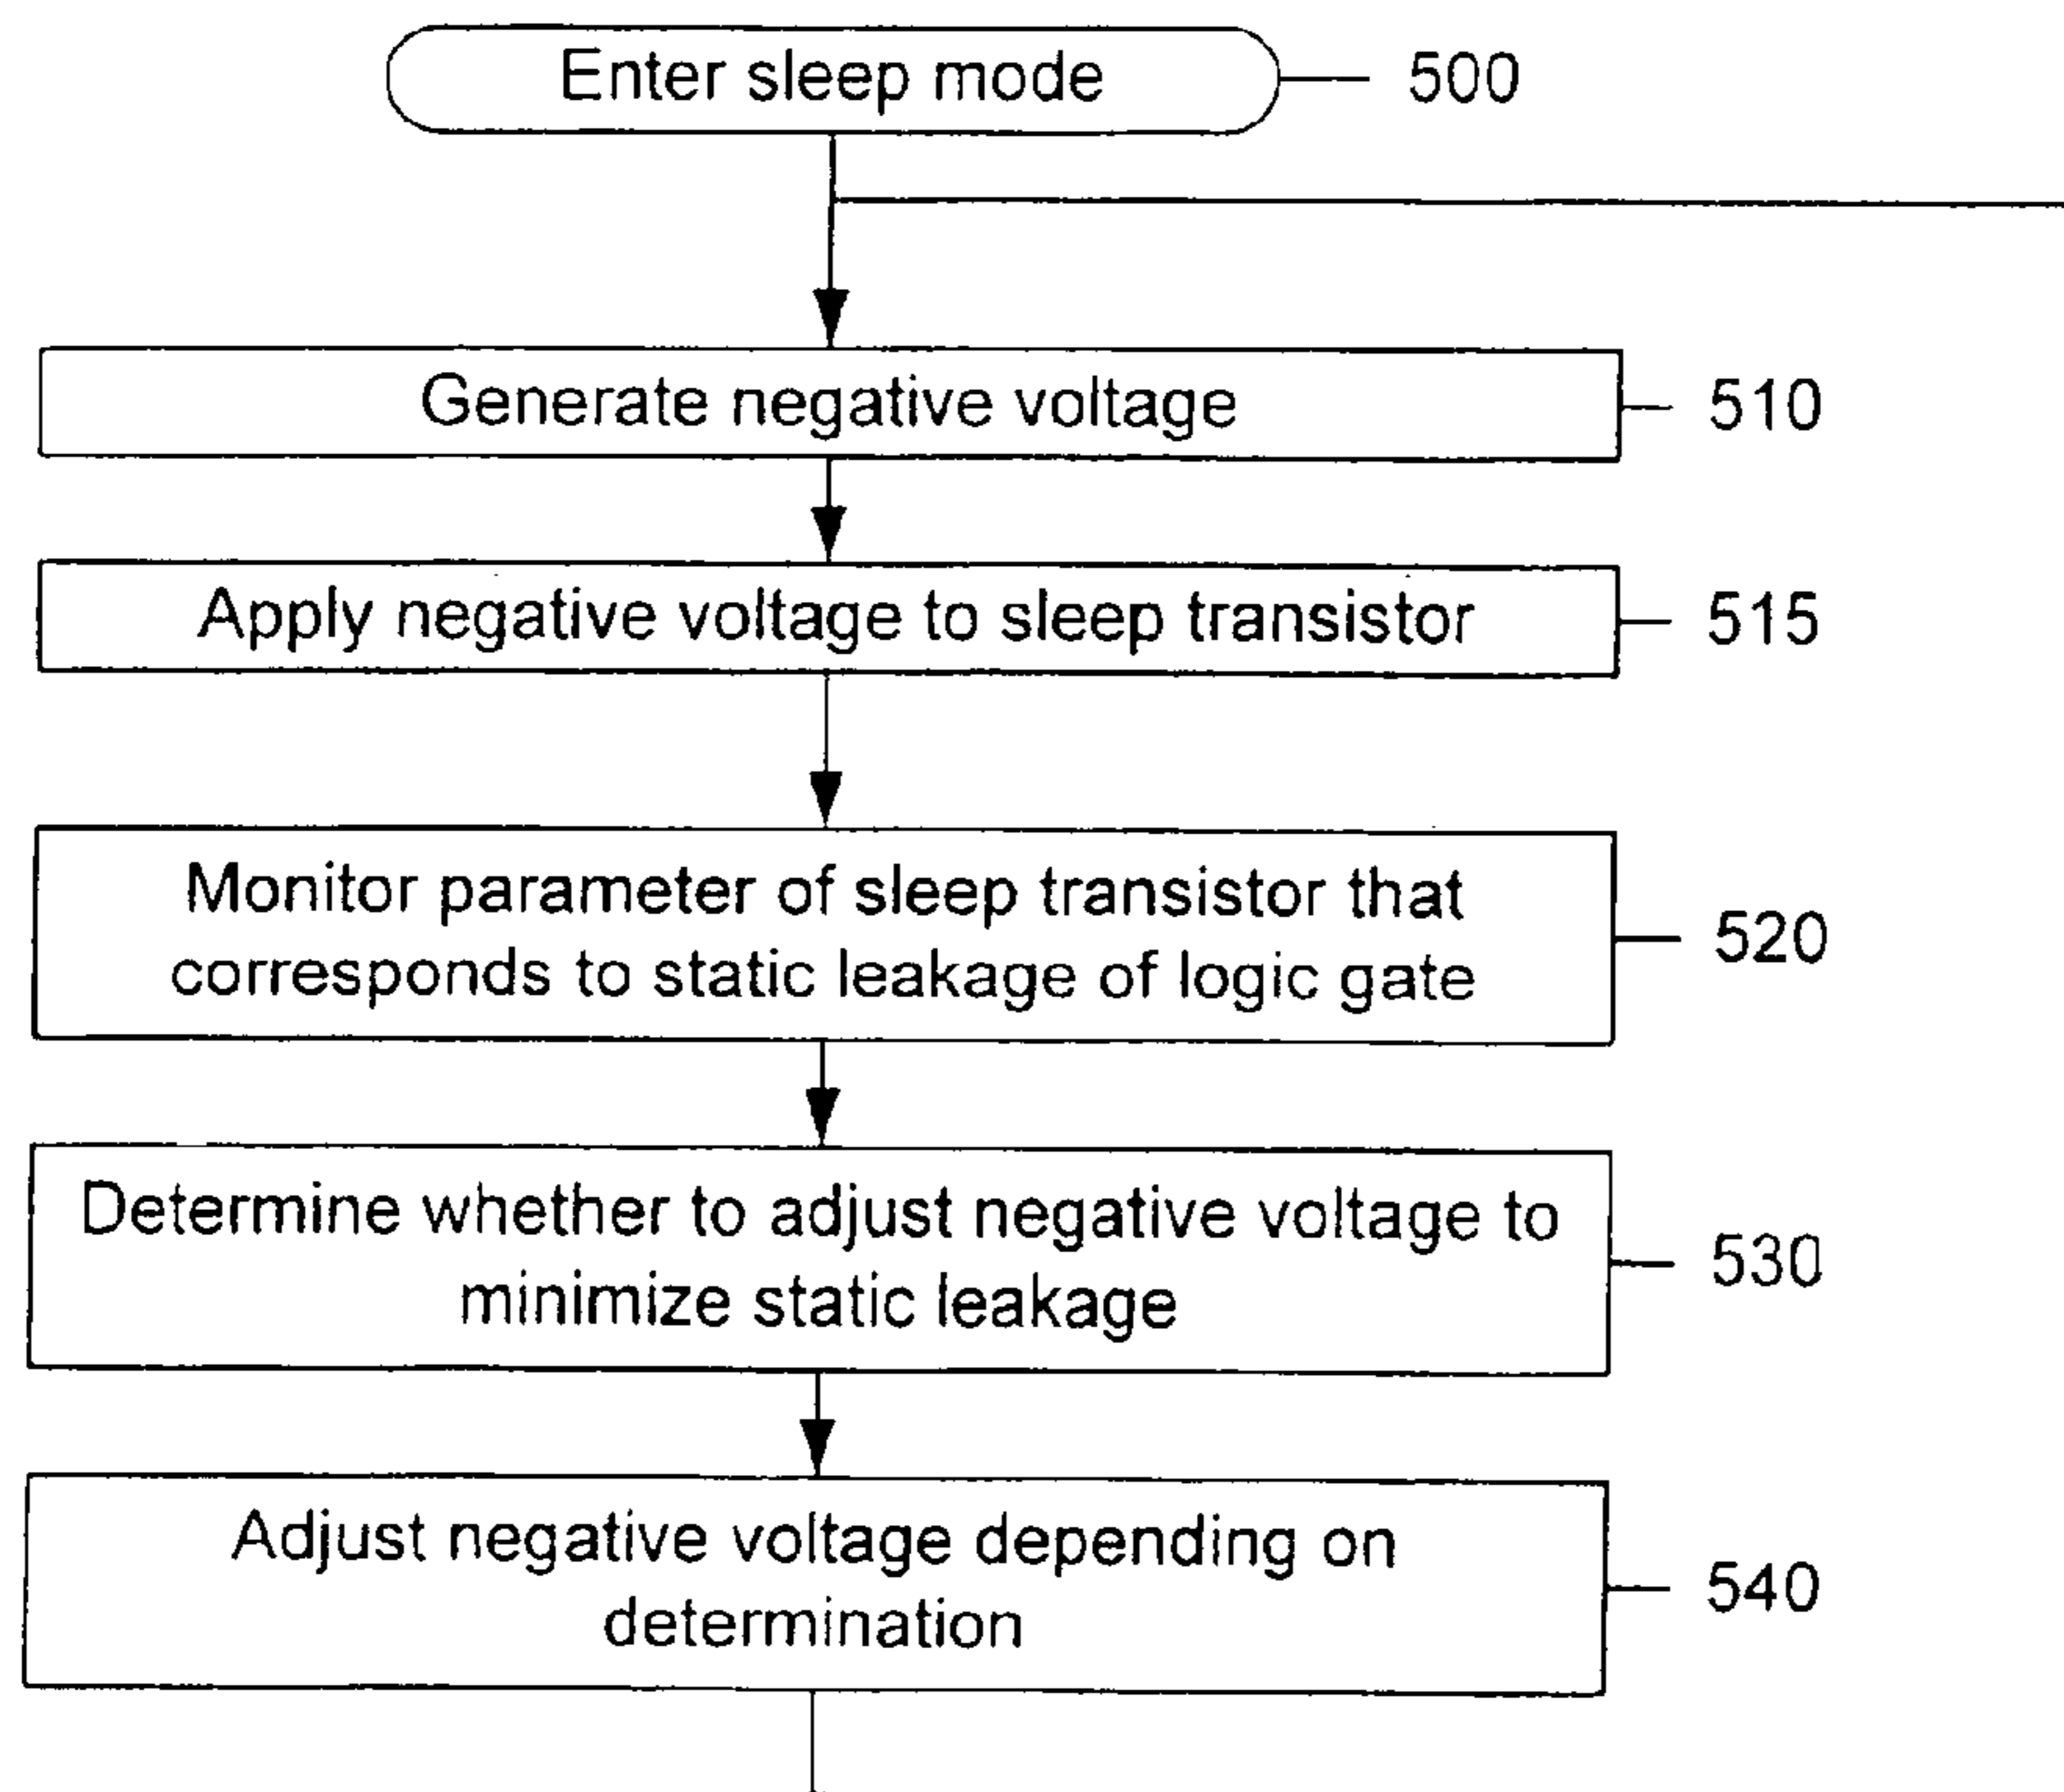 Enter sleep mode
500
Generate negative voltage
510
Apply negative voltage to sleep transistor
515
Monitor parameter of sleep transistor that
corresponds to static leakage of logic gate
520
Determine whether to adjust negative voltage to
minimize static leakage
530
Adjust negative voltage depending on
determination
540